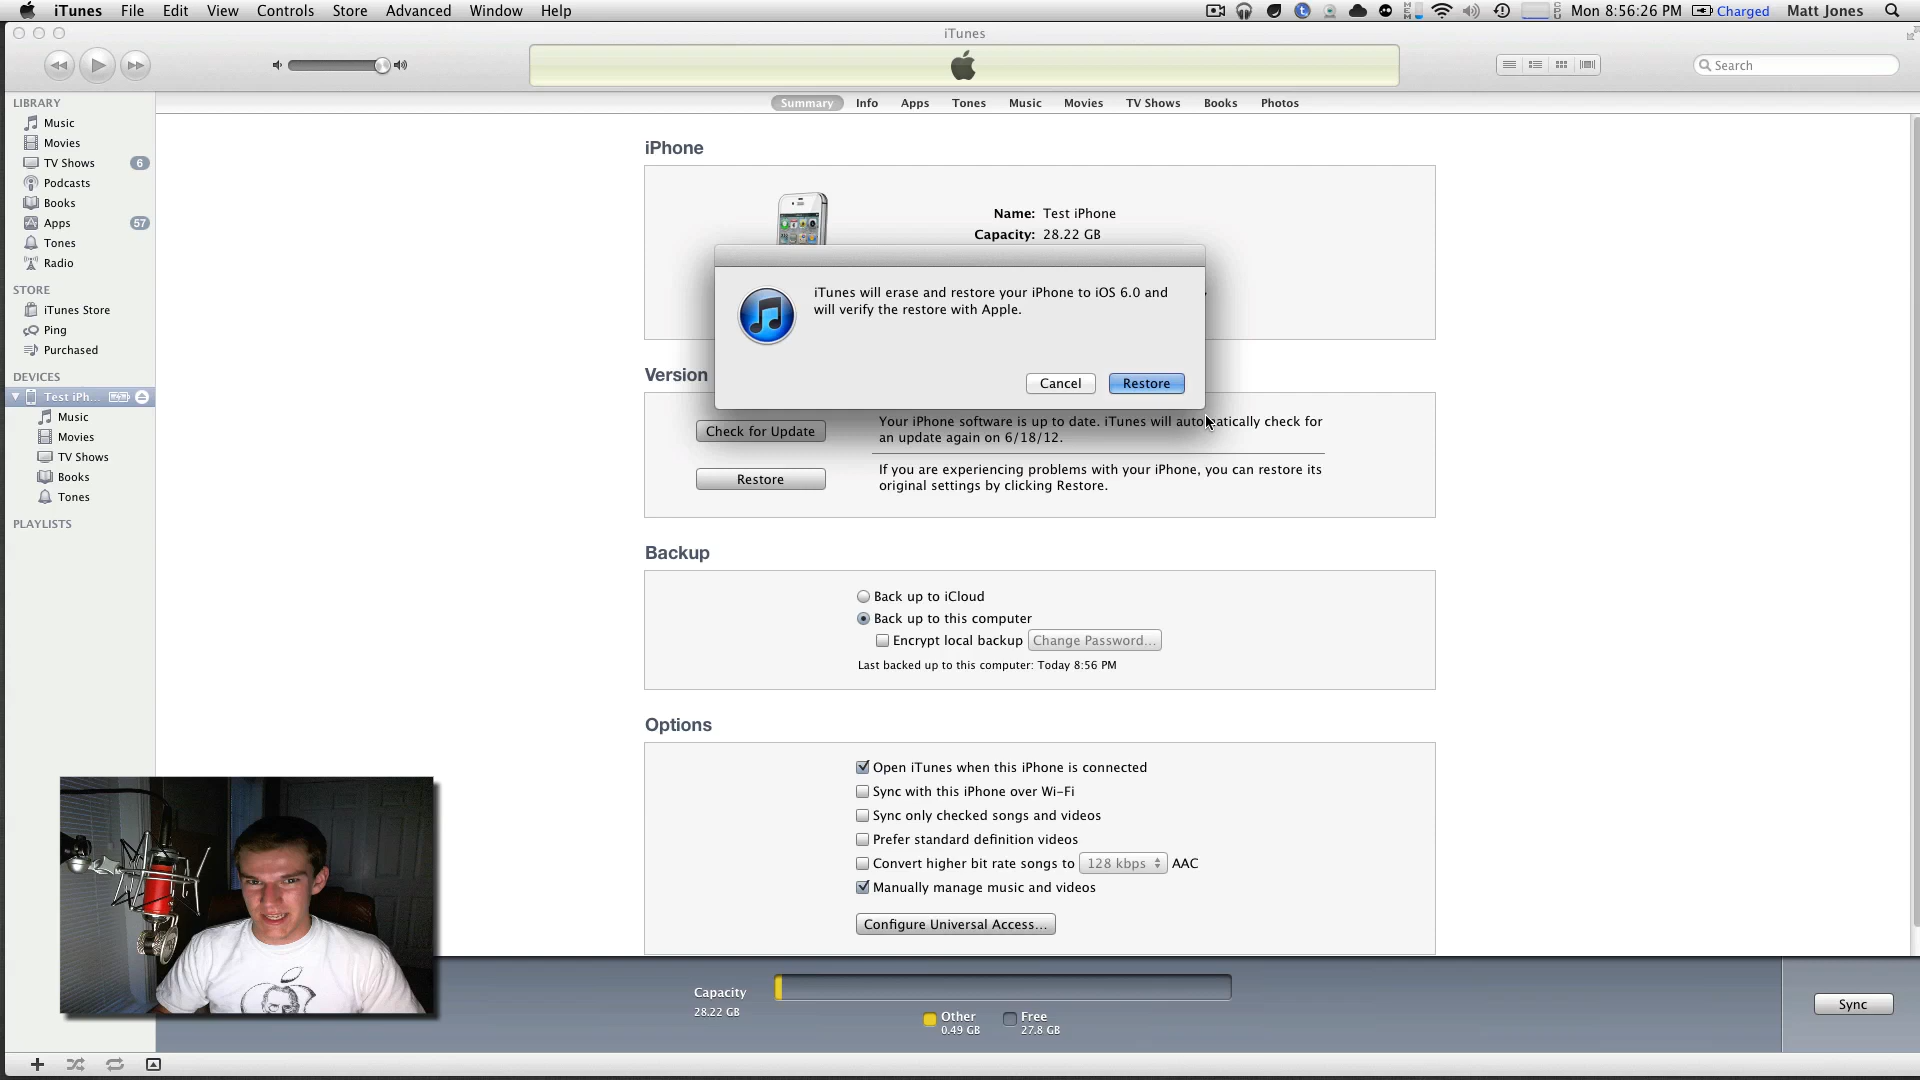 iTunes File Edit View Controls Store Advanced Window Help Mon 8:56:26 PM Charged Matt Jones
iTunes
Search
LIBRARY
Music
Movies
TV Shows 6
Podcasts
Books
Apps 57
Tones
Radio
STORE
iTunes Store
Ping
Purchased
DEVICES
Test iPh...
Music
Movies
TV Shows
Books
Tones
PLAYLISTS
Summary Info Apps Tones Music Movies TV Shows Books Photos
iPhone
Name: Test iPhone
Capacity: 28.22 GB
iTunes will erase and restore your iPhone to iOS 6.0 and
will verify the restore with Apple.
Cancel Restore
Version
Check for Update
Your iPhone software is up to date. iTunes will automatically check for
an update again on 6/18/12.
Restore
If you are experiencing problems with your iPhone, you can restore its
original settings by clicking Restore.
Backup
Back up to iCloud
Back up to this computer
Encrypt local backup Change Password...
Last backed up to this computer: Today 8:56 PM
Options
Open iTunes when this iPhone is connected
Sync with this iPhone over Wi-Fi
Sync only checked songs and videos
Prefer standard definition videos
Convert higher bit rate songs to 128 kbps AAC
Manually manage music and videos
Configure Universal Access...
Capacity
28.22 GB
Other
0.49 GB
Free
27.8 GB
Sync